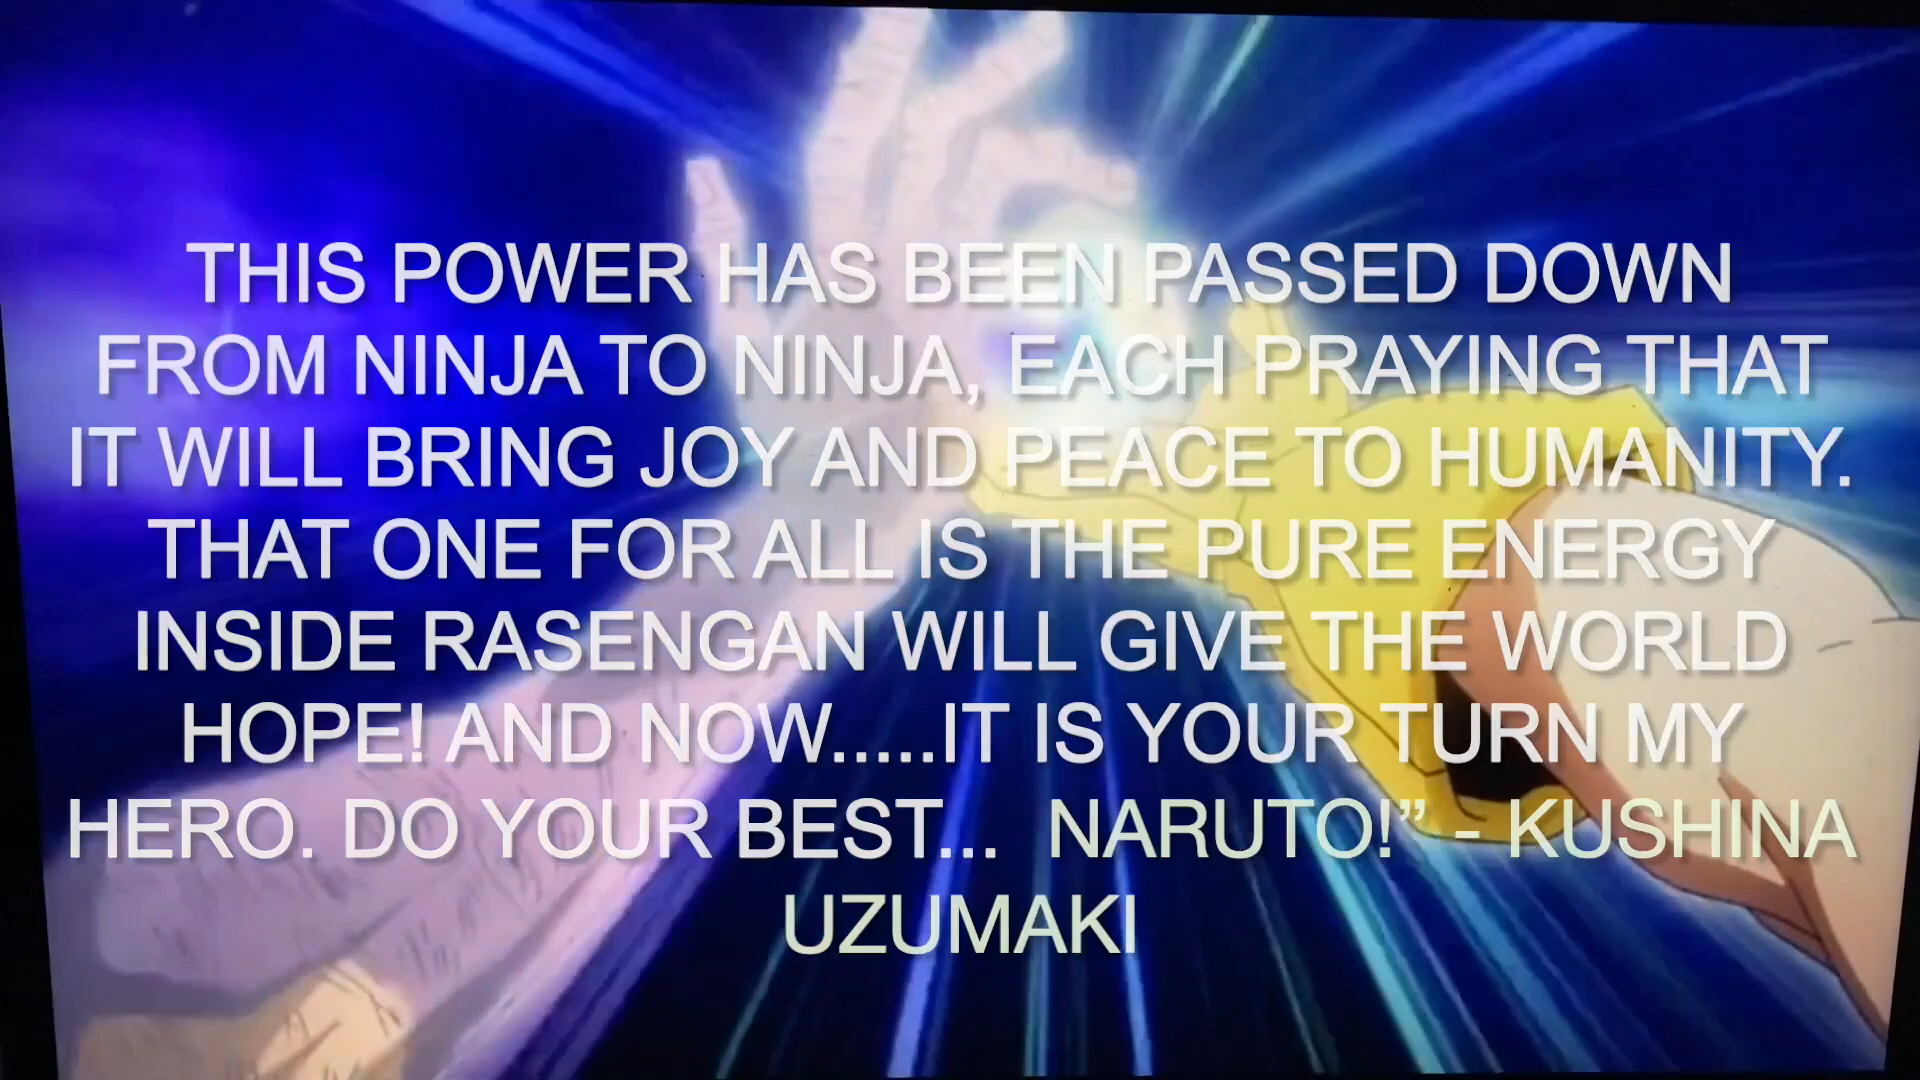 THIS POWER HAS BEEN PASSED DOWN
FROM NINJA TO NINJA, EACH PRAYING THAT
IT WILL BRING JOY AND PEACE TO HUMANITY.
THAT ONE FOR ALL IS THE PURE ENERGY
INSIDE RASENGAN WILL GIVE THE WORLD
HOPE! AND NOW.....IT IS YOUR TURN MY
HERO. DO YOUR BEST... NARUTO!” - KUSHINA
UZUMAKI